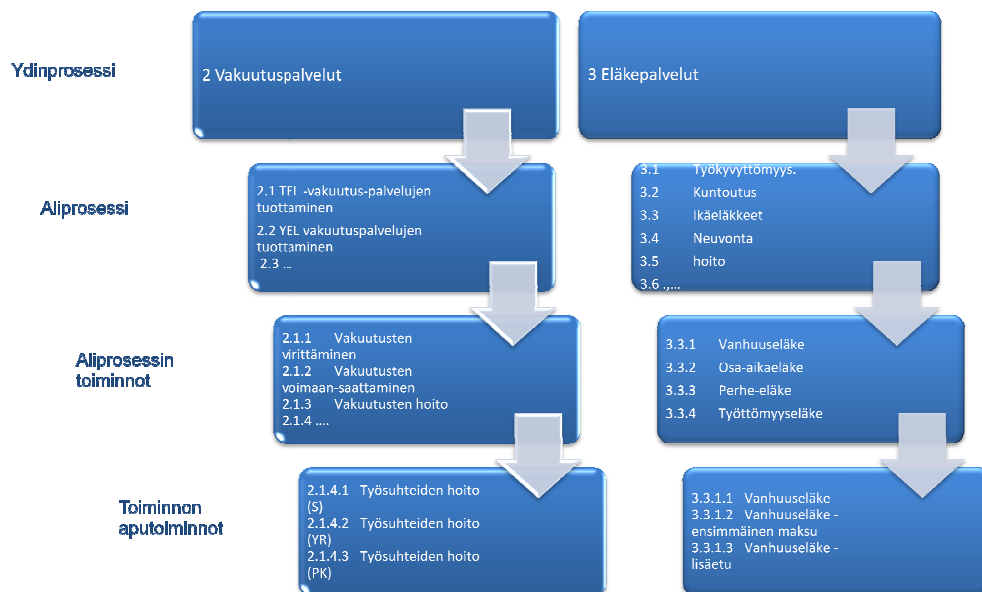 Ydinprosessi
2 Vakuutuspalvelut
3 Eläkepalvelut
Aliprosessi
2.1 TEL -vakuutus-palvelujen
tuottaminen
2.2 YEL vakuutuspalvelujen
tuottaminen
2.3 ...
3.1 Työkyvyttömyys.
3.2 Kuntoutus
3.3 Ikäeläkkeet
3.4 Neuvonta
3.5 hoito
3.6 .,...
Aliprosessin
toiminnot
2.1.1 Vakuutusten
virittäminen
2.1.2 Vakuutusten
voimaan-saattaminen
2.1.3 Vakuutusten hoito
2.1.4 ....
3.3.1 Vanhuuseläke
3.3.2 Osa-aikaeläke
3.3.3 Perhe-eläke
3.3.4 Työttömyyseläke
Toiminnon
aputoiminnot
2.1.4.1 Työsuhteiden hoito
(S)
2.1.4.2 Työsuhteiden hoito
(YR)
2.1.4.3 Työsuhteiden hoito
(PK)
3.3.1.1 Vanhuuseläke
3.3.1.2 Vanhuuseläke -
ensimmäinen maksu
3.3.1.3 Vanhuuseläke -
lisäetu